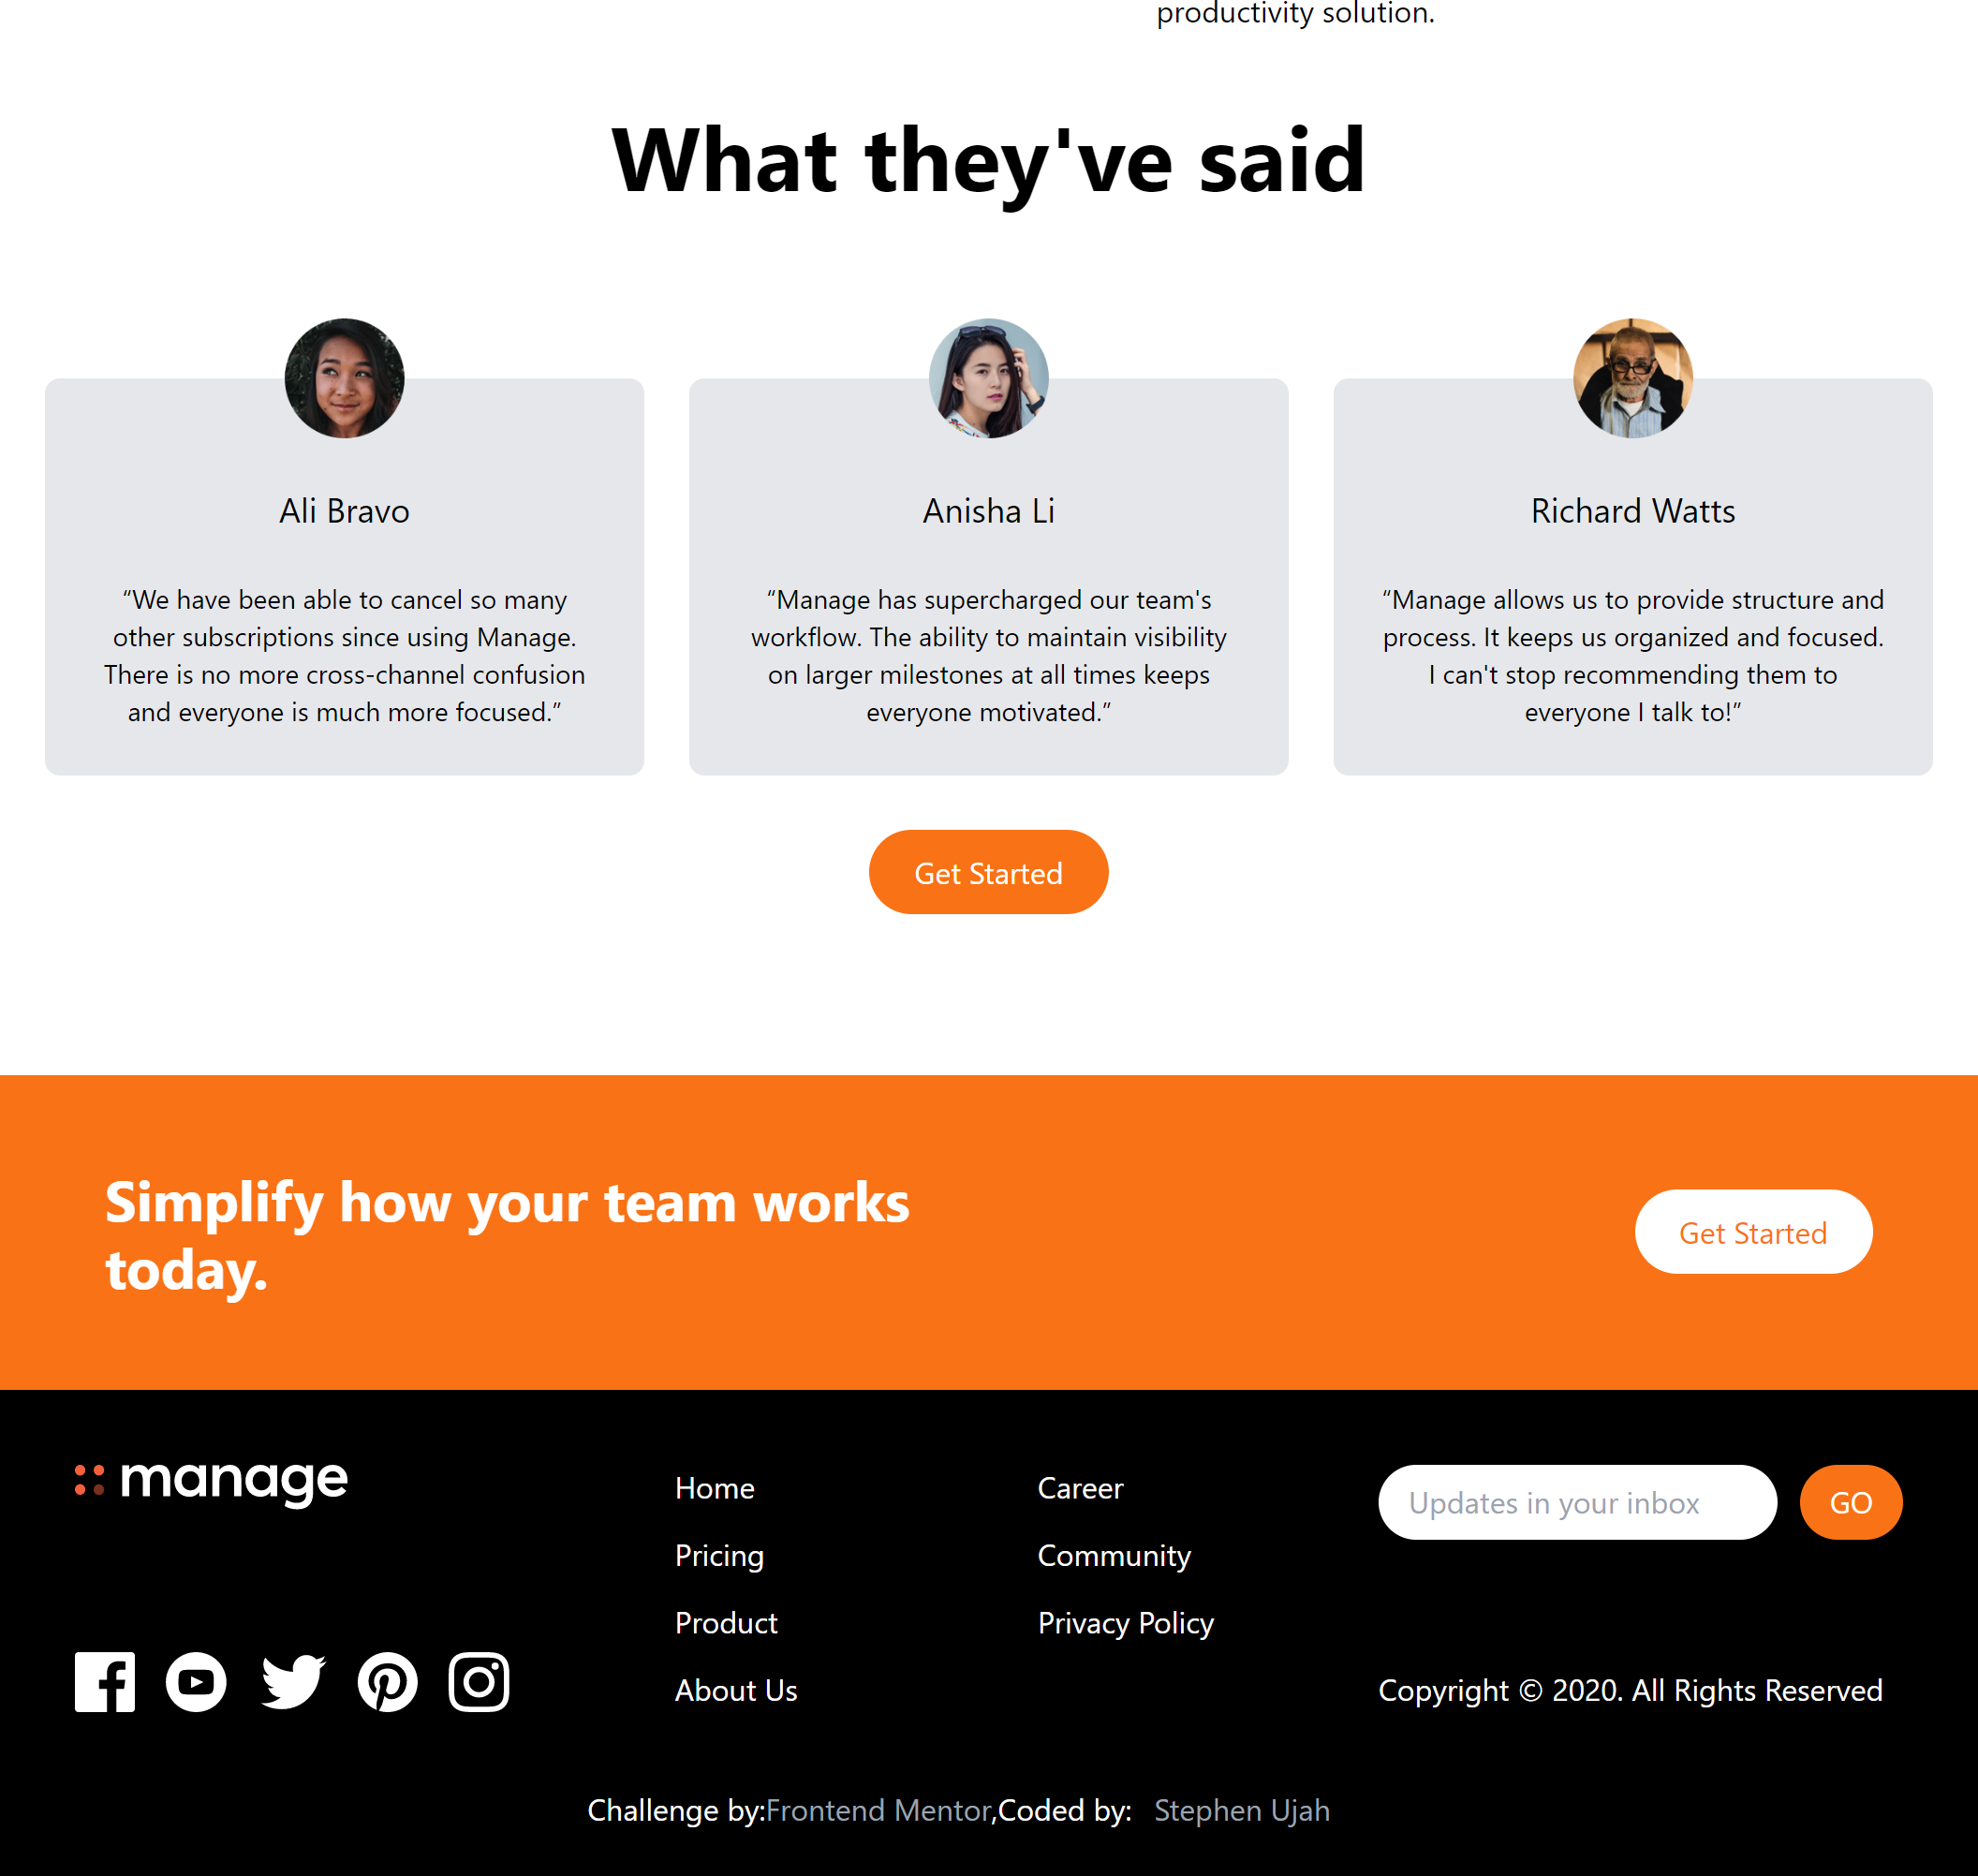 productivity solution.
What they've said
Ali Bravo
“We have been able to cancel so many
other subscriptions since using Manage.
There is no more cross-channel confusion
and everyone is much more focused.”
Anisha Li
“Manage has supercharged our team's
workflow. The ability to maintain visibility
on larger milestones at all times keeps
everyone motivated.”
Richard Watts
“Manage allows us to provide structure and
process. It keeps us organized and focused.
I can't stop recommending them to
everyone I talk to!”
Get Started
Simplify how your team works
today.
Get Started
manage
Home
Pricing
Product
About Us
Career
Community
Privacy Policy
Updates in your inbox
GO
Copyright © 2020. All Rights Reserved
Challenge by:Frontend Mentor,Coded by: Stephen Ujah